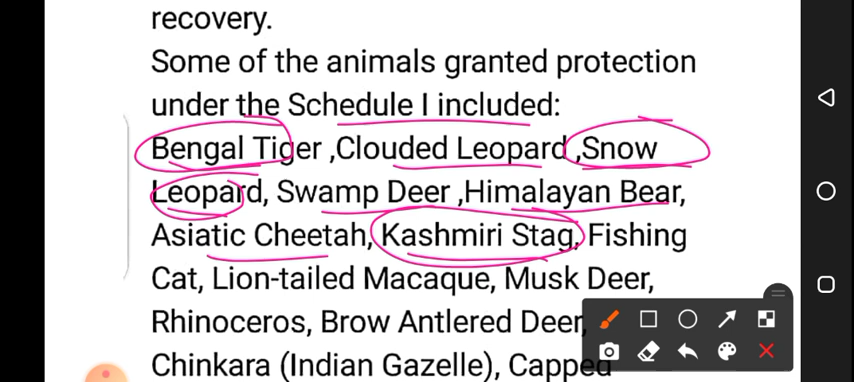 recovery.
Some of the animals granted protection
under the Schedule I included:
Bengal Tiger ,Clouded Leopard ,Snow
Leopard, Swamp Deer ,Himalayan Bear,
Asiatic Cheetah, Kashmiri Stag, Fishing
Cat, Lion-tailed Macaque, Musk Deer,
Rhinoceros, Brow Antlered Deer,
Chinkara (Indian Gazelle), Capped